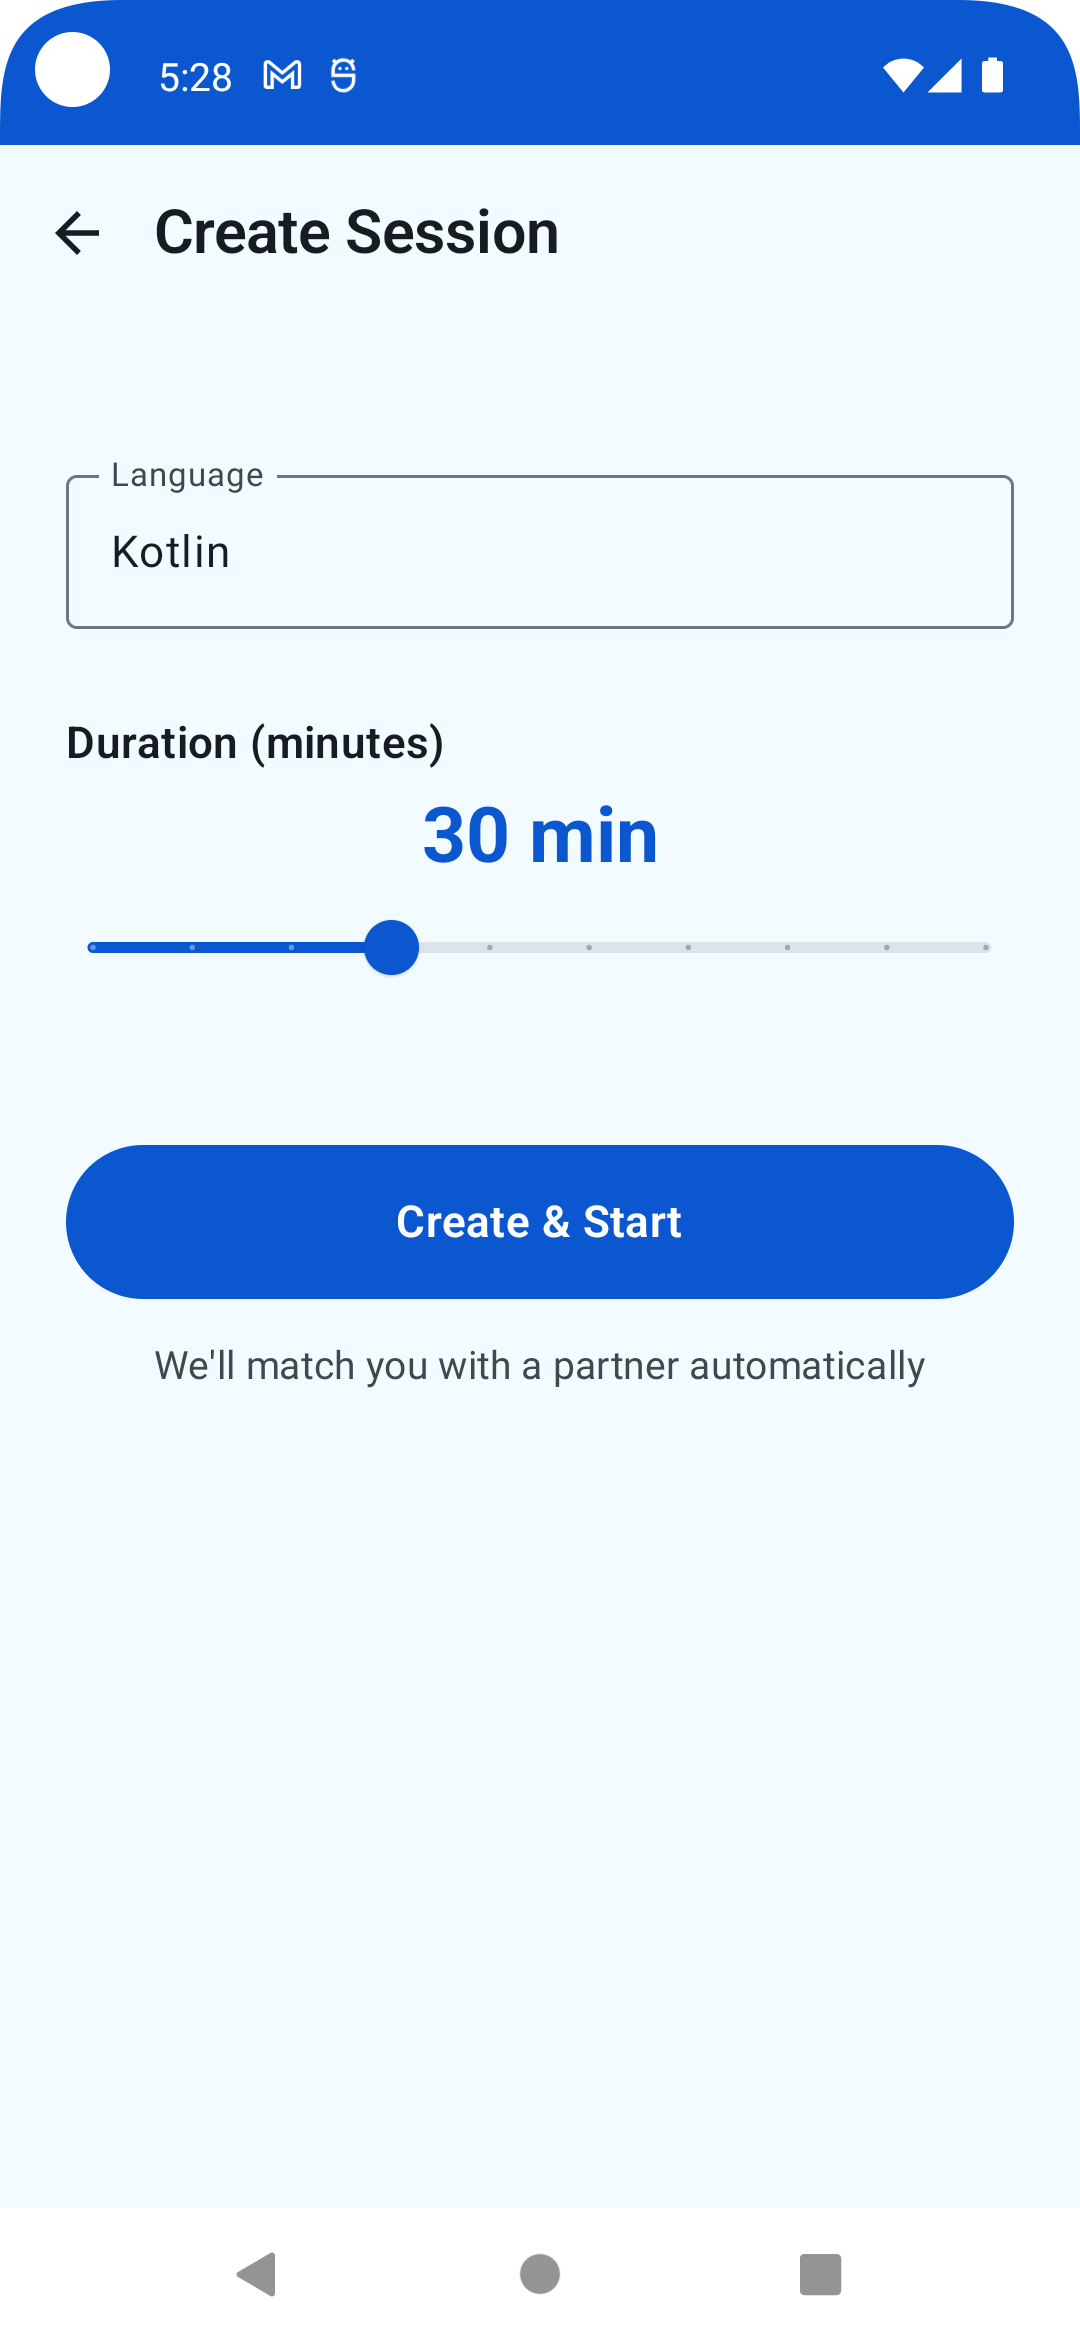 5:28
Create Session
Language
Kotlin
Duration (minutes)
30 min
Create & Start
We'll match you with a partner automatically